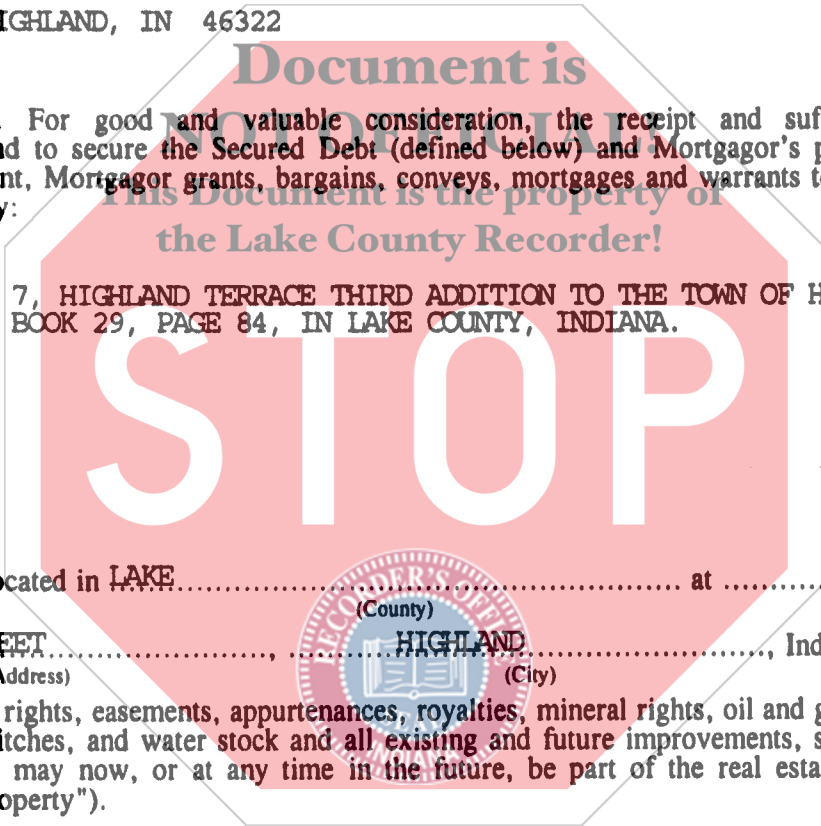 IGHLAND, IN 46322
Document is
. For good and valuable consideration, the receipt and suf
NOT OFFICIAL!
d to secure the Secured Debt (defined below) and Mortgagor's p
nt, Mortgagor grants, bargains, conveys, mortgages and warrants t
This Document is the property of
y:
the Lake County Recorder!
7, HIGHLAND TERRACE THIRD ADDITION TO THE TOWN OF H
BOOK 29, PAGE 84, IN LAKE COUNTY, INDIANA.
STOP
cated in LAKE at
(County)
EET , HIGHLAND , Ind
Address) (City)
RECORDER'S OFFICE
rights, easements, appurtenances, royalties, mineral rights, oil and g
itches, and water stock and all existing and future improvements, s
may now, or at any time in the future, be part of the real esta
operty").
INDIANA